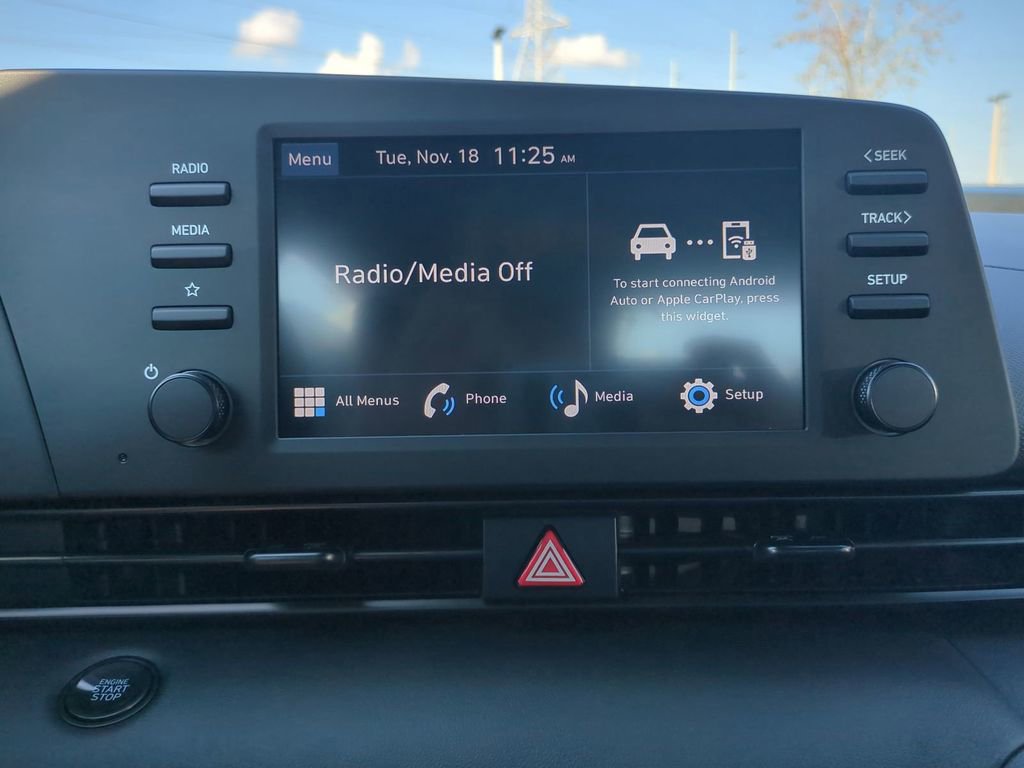 RADIO
MEDIA
Menu
Tue, Nov. 18 11:25 AM
Radio/Media Off
To start connecting Android
Auto or Apple CarPlay, press
this widget.
All Menus
Phone
Media
Setup
< SEEK
TRACK >
SETUP
ENGINE
START
STOP